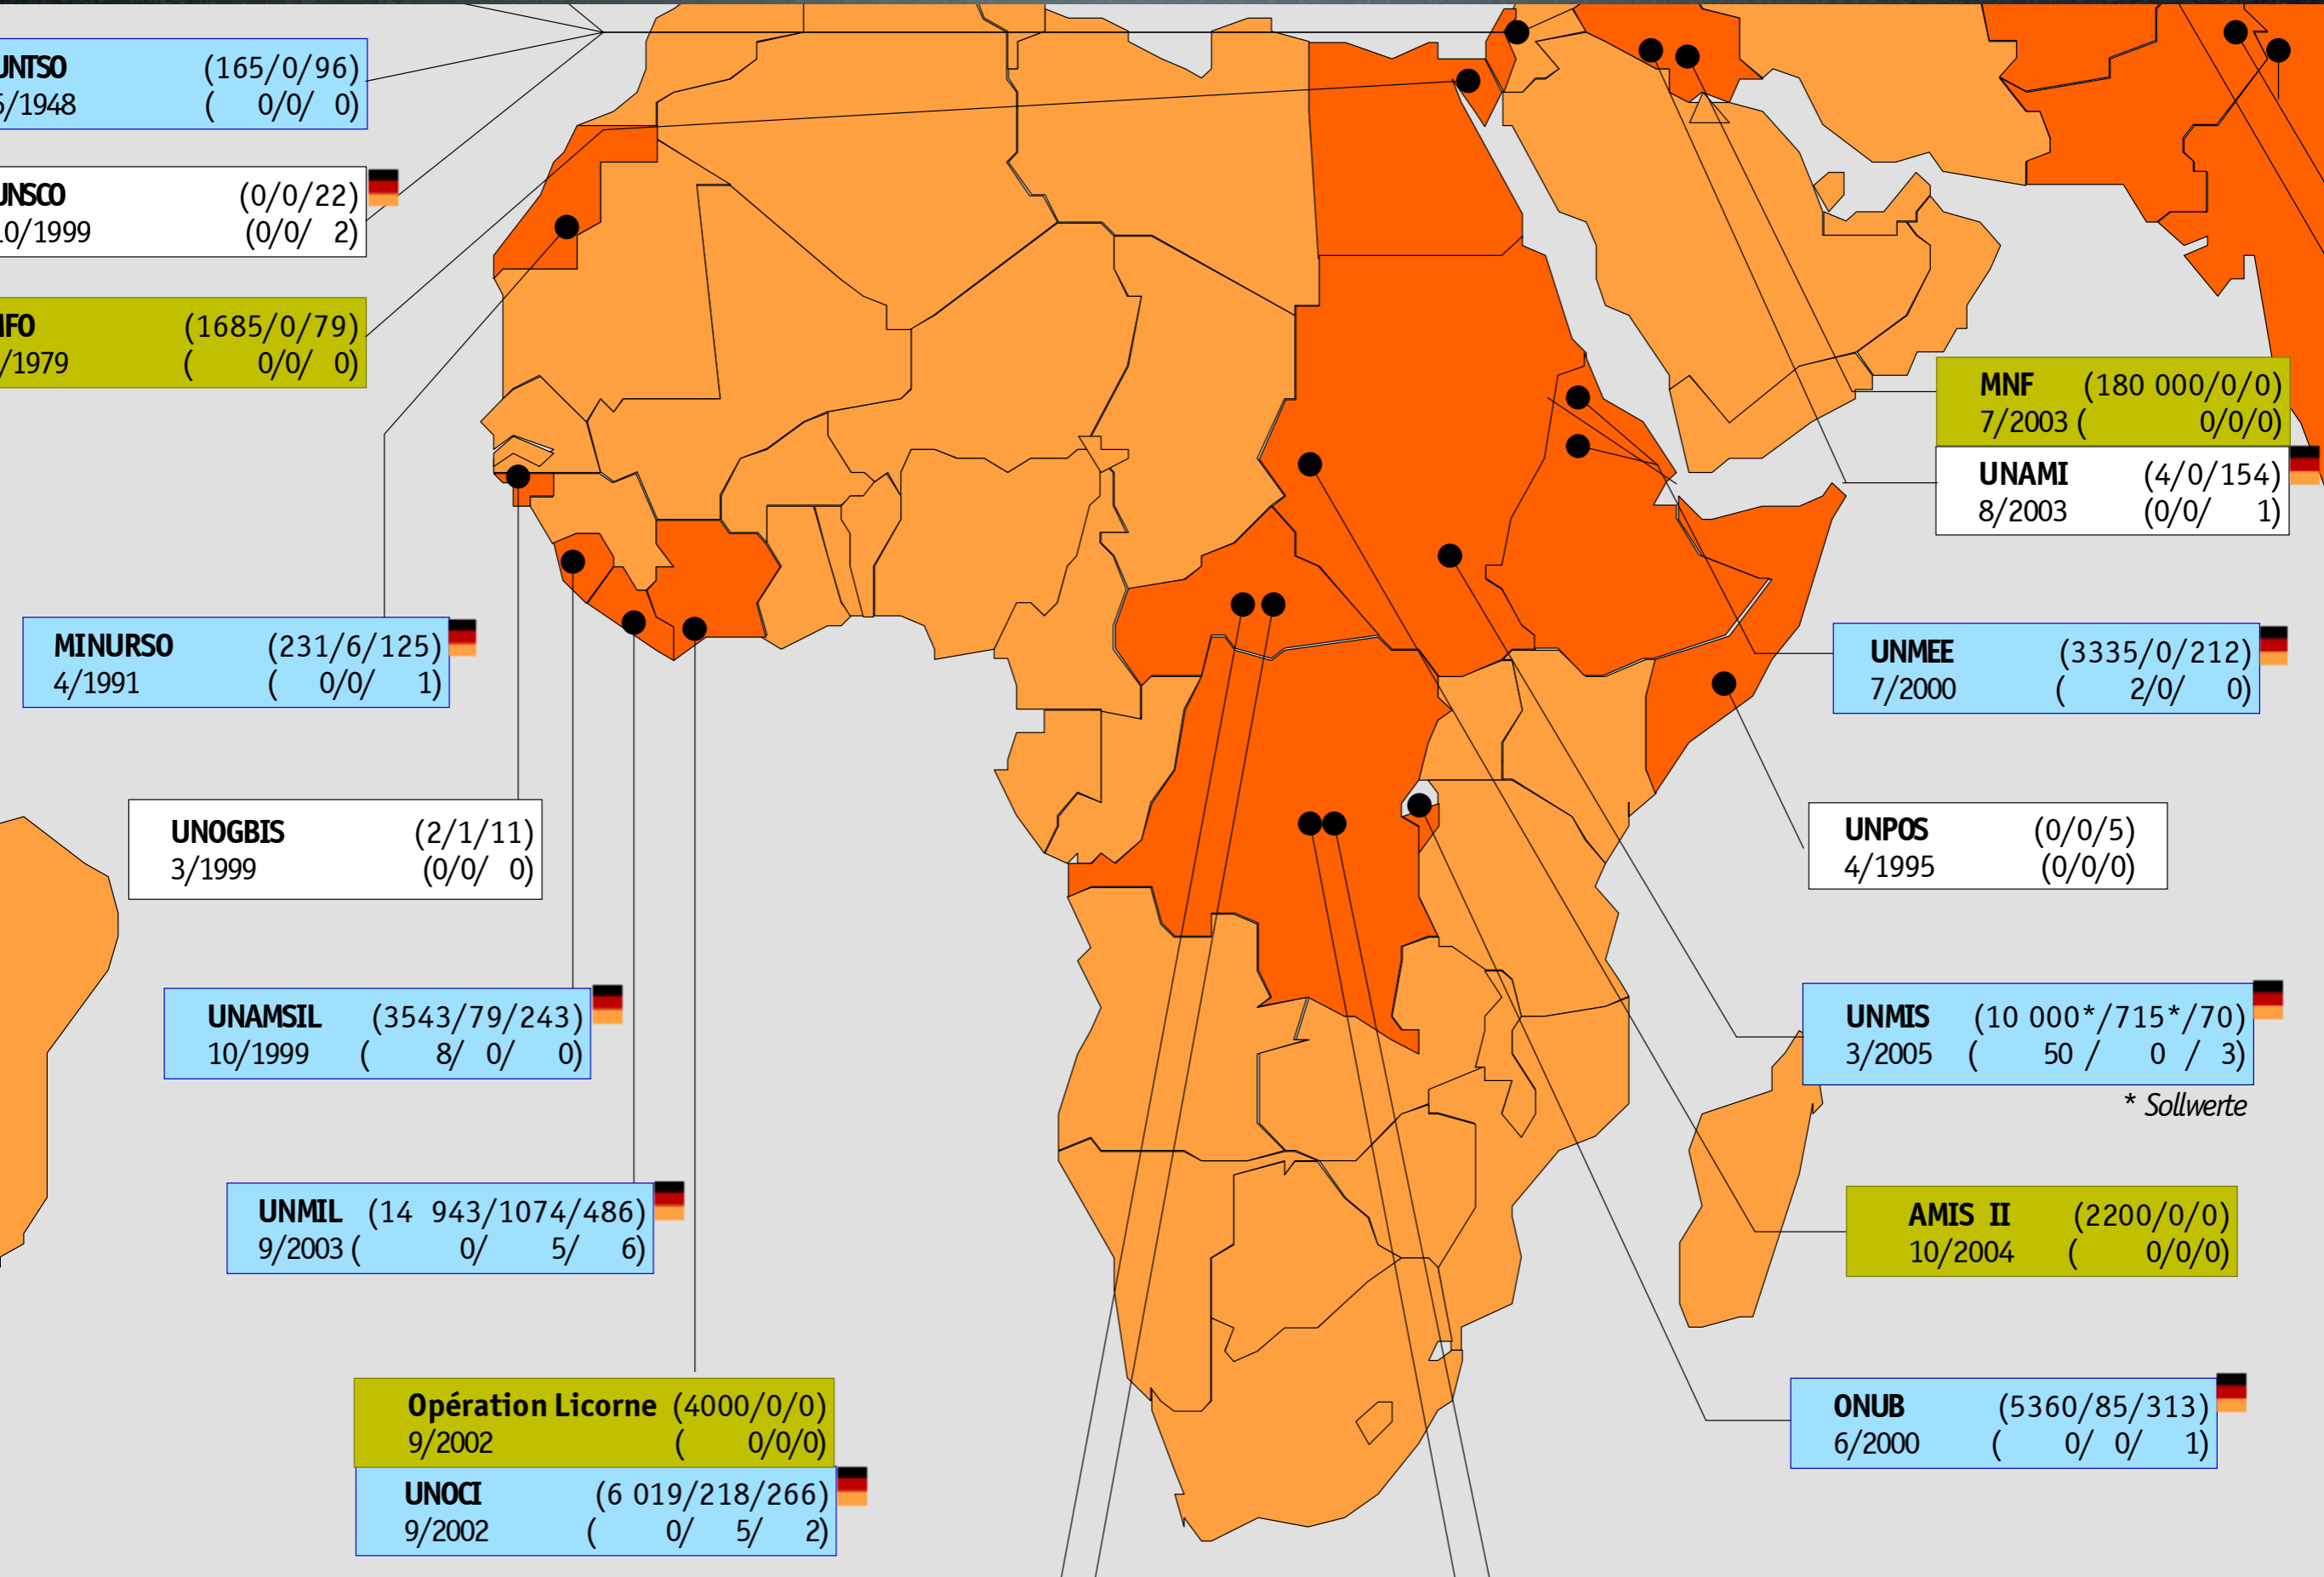 UNTSO (165/0/96)
5/1948 ( 0/0/ 0)
UNSCO (0/0/22)
10/1999 (0/0/ 2)
MFO (1685/0/79)
/1979 ( 0/0/ 0)
MINURSO (231/6/125)
4/1991 ( 0/0/ 1)
UNOGBIS (2/1/11)
3/1999 (0/0/ 0)
UNAMSIL (3543/79/243)
10/1999 ( 8/ 0/ 0)
UNMIL (14 943/1074/486)
9/2003 ( 0/ 5/ 6)
Opération Licorne (4000/0/0)
9/2002 ( 0/0/0)
UNOCI (6 019/218/266)
9/2002 ( 0/ 5/ 2)
MNF (180 000/0/0)
7/2003 ( 0/0/0)
UNAMI (4/0/154)
8/2003 (0/0/ 1)
UNMEE (3335/0/212)
7/2000 ( 2/0/ 0)
UNPOS (0/0/5)
4/1995 (0/0/0)
UNMIS (10 000*/715*/70)
3/2005 ( 50 / 0 / 3)
* Sollwerte
AMIS II (2200/0/0)
10/2004 ( 0/0/0)
ONUB (5360/85/313)
6/2000 ( 0/ 0/ 1)